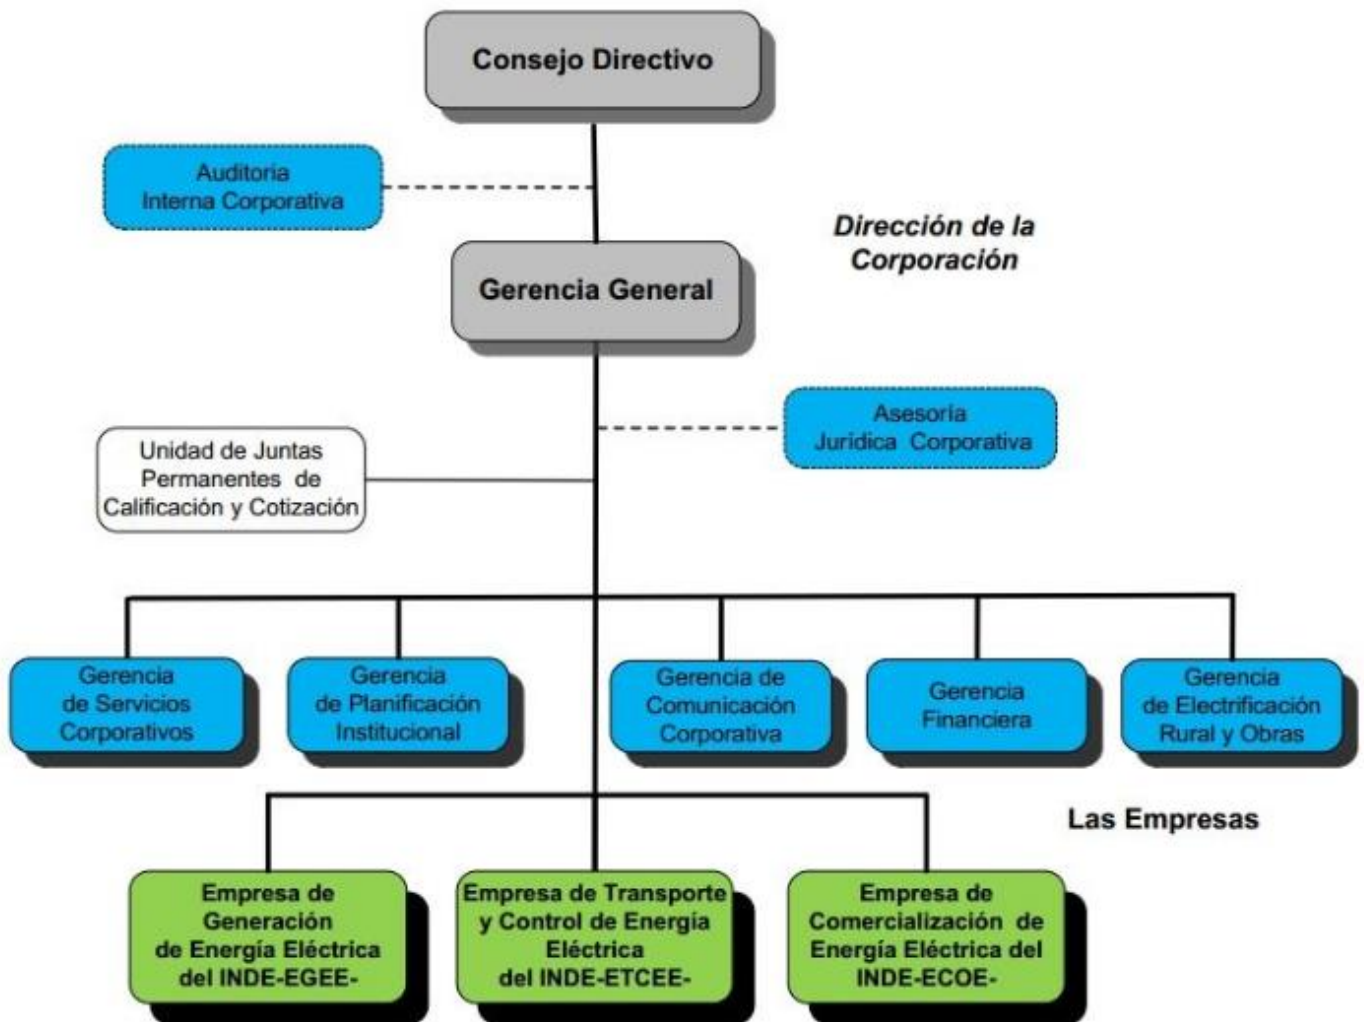 Consejo Directivo
Auditoria
Interna Corporativa
Dirección de la
Corporación
Gerencia General
Asesoría
Jurídica Corporativa
Unidad de Juntas
Permanentes de
Calificación y Cotización
Gerencia
de Servicios
Corporativos
Gerencia
de Planificación
Institucional
Gerencia de
Comunicación
Corporativa
Gerencia
Financiera
Gerencia
de Electrificación
Rural y Obras
Las Empresas
Empresa de
Generación
de Energía Eléctrica
del INDE-EGEE-
Empresa de Transporte
y Control de Energía
Eléctrica
del INDE-ETCEE-
Empresa de
Comercialización de
Energía Eléctrica del
INDE-ECOE-